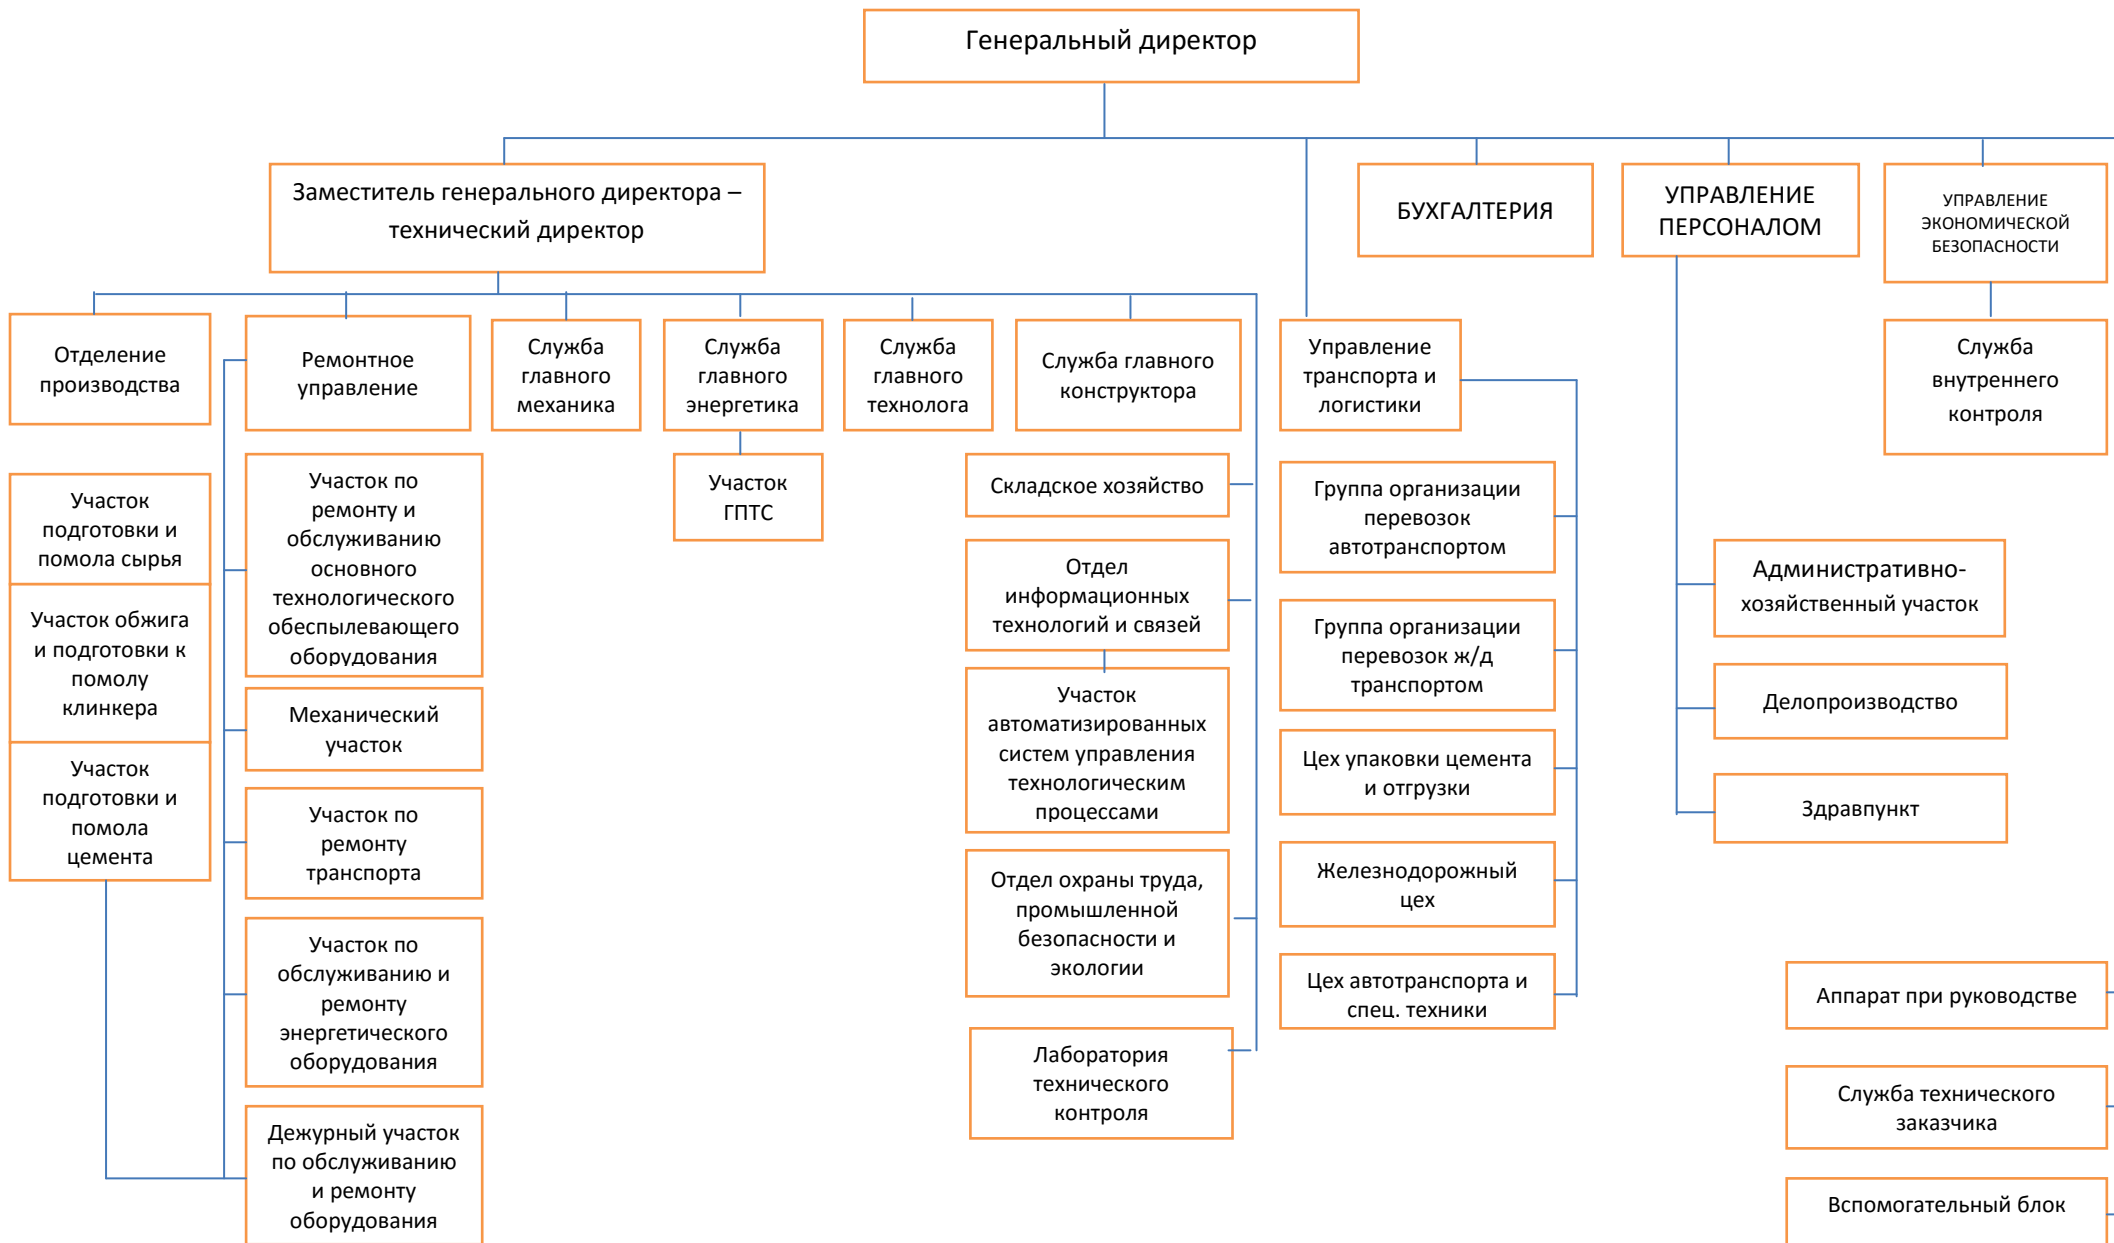 Генеральный директор
Заместитель генерального директора –
технический директор
БУХГАЛТЕРИЯ
УПРАВЛЕНИЕ
ПЕРСОНАЛОМ
УПРАВЛЕНИЕ
ЭКОНОМИЧЕСКОЙ
БЕЗОПАСНОСТИ
Отделение
производства
Ремонтное
управление
Служба
главного
механика
Служба
главного
энергетика
Служба
главного
технолога
Служба главного
конструктора
Управление
транспорта и
логистики
Служба
внутреннего
контроля
Участок
подготовки и
помола сырья
Участок обжига
и подготовки к
помолу
клинкера
Участок
подготовки и
помола
цемента
Участок по
ремонту и
обслуживанию
основного
технологического
обеспылевающего
оборудования
Механический
участок
Участок по
ремонту
транспорта
Участок по
обслуживанию и
ремонту
энергетического
оборудования
Дежурный участок
по обслуживанию
и ремонту
оборудования
Участок
ГПТС
Складское хозяйство
Отдел
информационных
технологий и связей
Участок
автоматизированных
систем управления
технологическим
процессами
Отдел охраны труда,
промышленной
безопасности и
экологии
Лаборатория
технического
контроля
Группа организации
перевозок
автотранспортом
Группа организации
перевозок ж/д
транспортом
Цех упаковки цемента
и отгрузки
Железнодорожный
цех
Цех автотранспорта и
спец. техники
Административно-
хозяйственный участок
Делопроизводство
Здравпункт
Аппарат при руководстве
Служба технического
заказчика
Вспомогательный блок